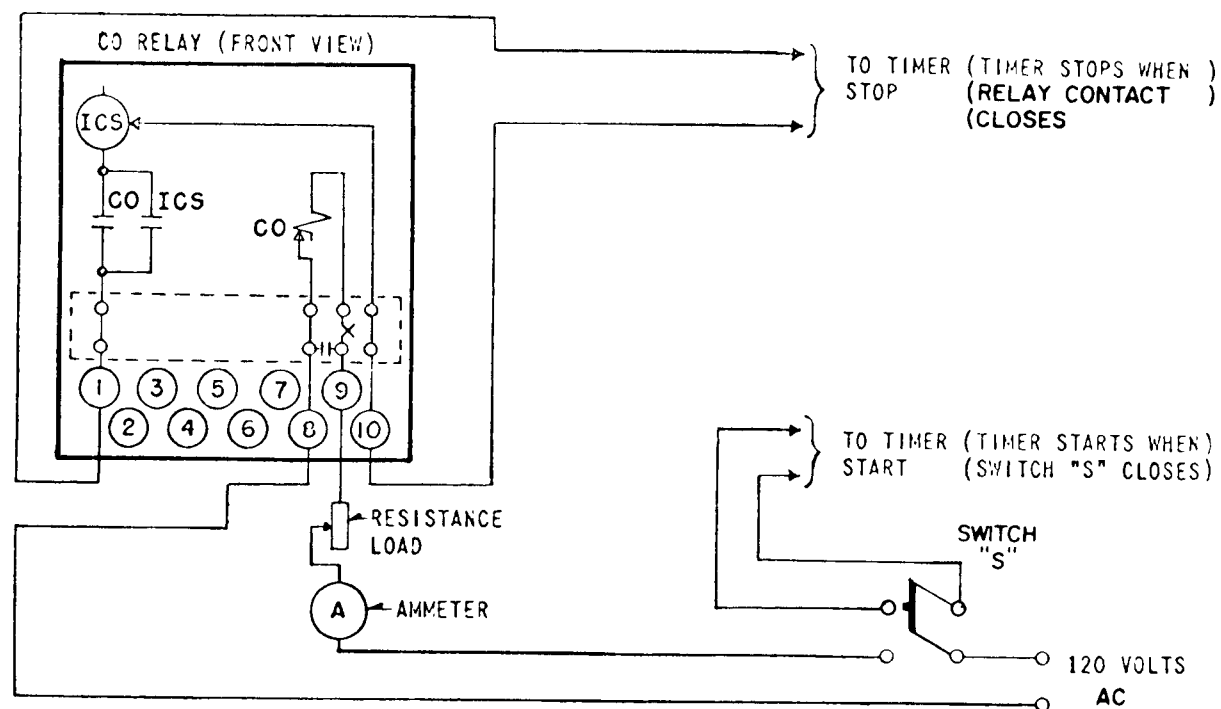 CO RELAY (FRONT VIEW)
ICS
CO ICS
CO
1 3 5 7 9
2 4 6 8 10
TO TIMER (TIMER STOPS WHEN )
STOP (RELAY CONTACT )
(CLOSES
TO TIMER (TIMER STARTS WHEN)
START (SWITCH "S" CLOSES)
RESISTANCE
LOAD
SWITCH
"S"
A AMMETER
120 VOLTS
AC